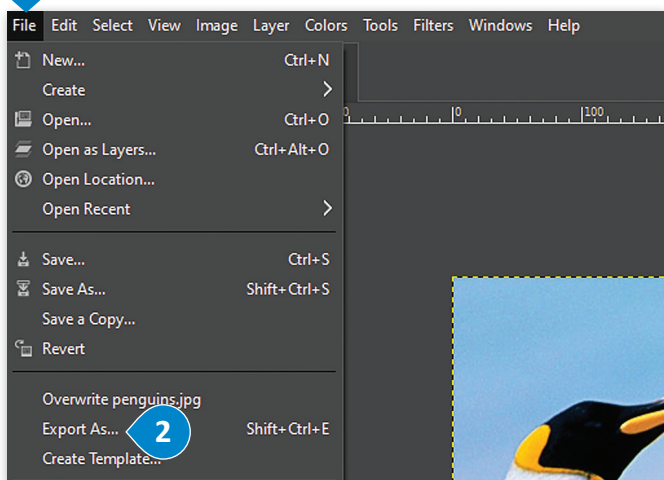 File Edit Select View Image Layer Colors Tools Filters Windows Help
New... Ctrl+N
Create
Open... Ctrl+O
0 100
Open as Layers... Ctrl+Alt+O
Open Location...
Open Recent
Save... Ctrl+S
Save As... Shift+Ctrl+S
Save a Copy...
Revert
Overwrite penguins.jpg
Export As... 2 Shift+Ctrl+E
Create Template...